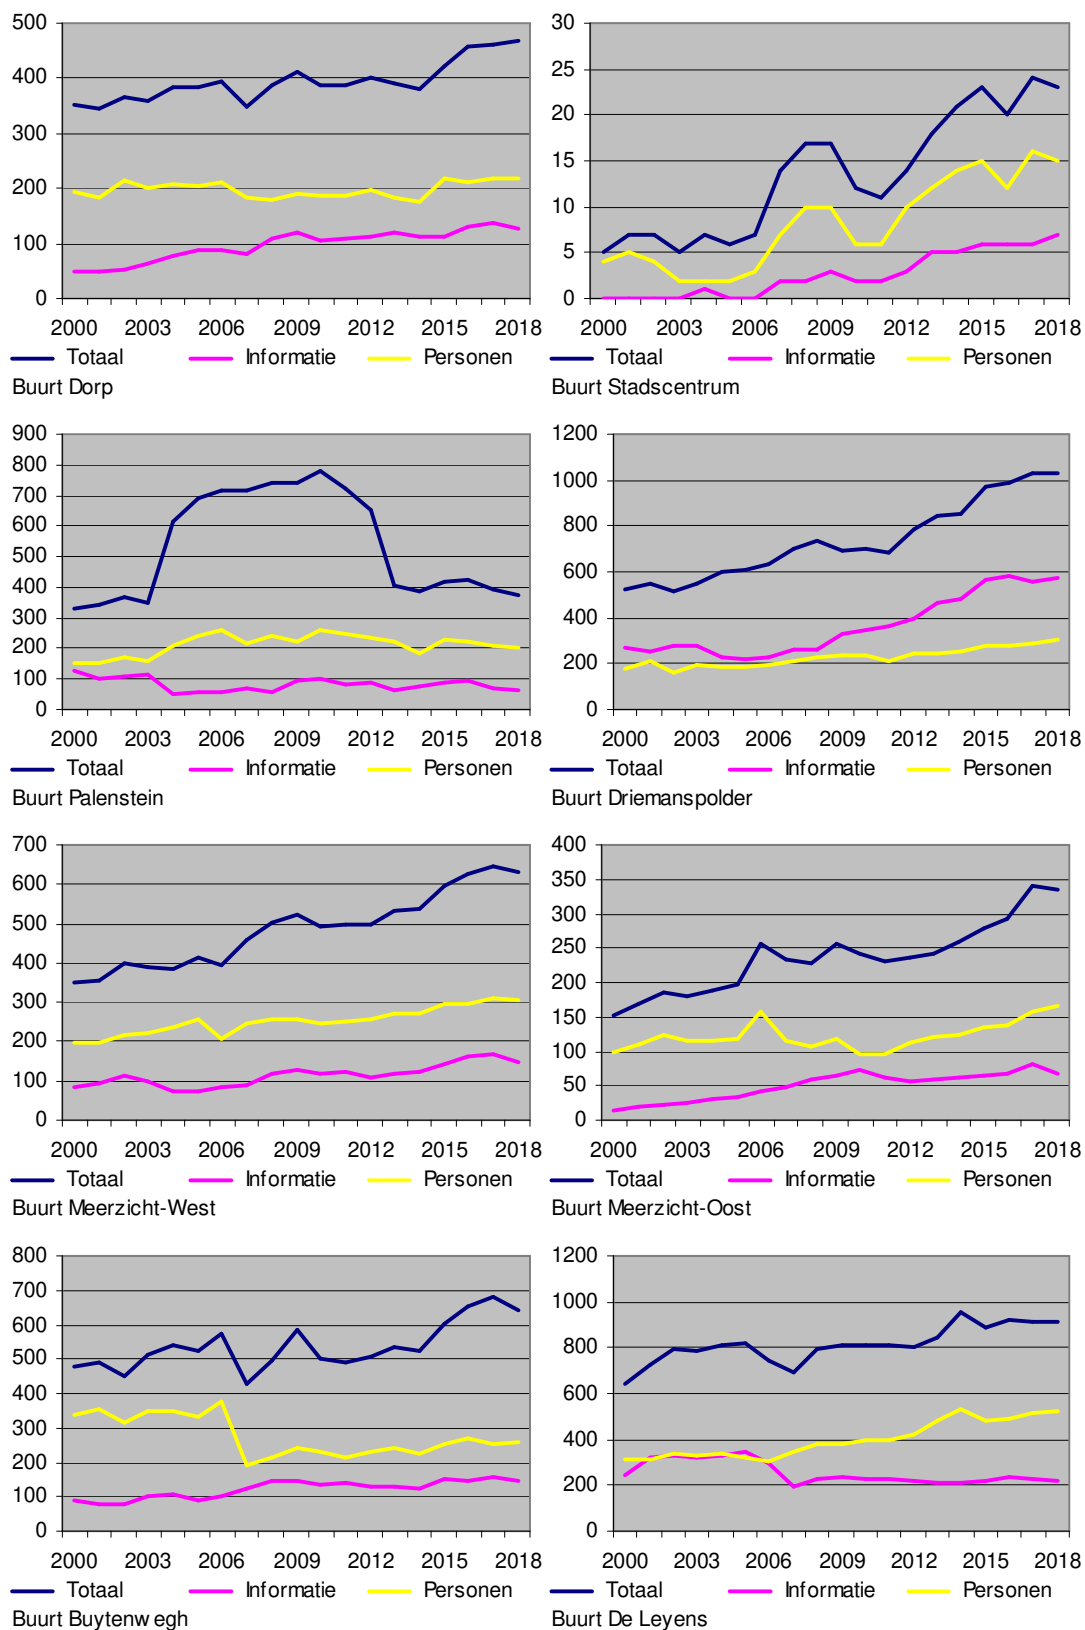 500
400
300
200
100
0
2000 2003 2006 2009 2012 2015 2018
Totaal Informatie Personen
Buurt Dorp
30
25
20
15
10
5
0
2000 2003 2006 2009 2012 2015 2018
Totaal Informatie Personen
Buurt Stadscentrum
900
800
700
600
500
400
300
200
100
0
2000 2003 2006 2009 2012 2015 2018
Totaal Informatie Personen
Buurt Palenstein
1200
1000
800
600
400
200
0
2000 2003 2006 2009 2012 2015 2018
Totaal Informatie Personen
Buurt Driemanspolder
700
600
500
400
300
200
100
0
2000 2003 2006 2009 2012 2015 2018
Totaal Informatie Personen
Buurt Meerzicht-West
400
350
300
250
200
150
100
50
0
2000 2003 2006 2009 2012 2015 2018
Totaal Informatie Personen
Buurt Meerzicht-Oost
800
700
600
500
400
300
200
100
0
2000 2003 2006 2009 2012 2015 2018
Totaal Informatie Personen
Buurt Buytenwegh
1200
1000
800
600
400
200
0
2000 2003 2006 2009 2012 2015 2018
Totaal Informatie Personen
Buurt De Leyens